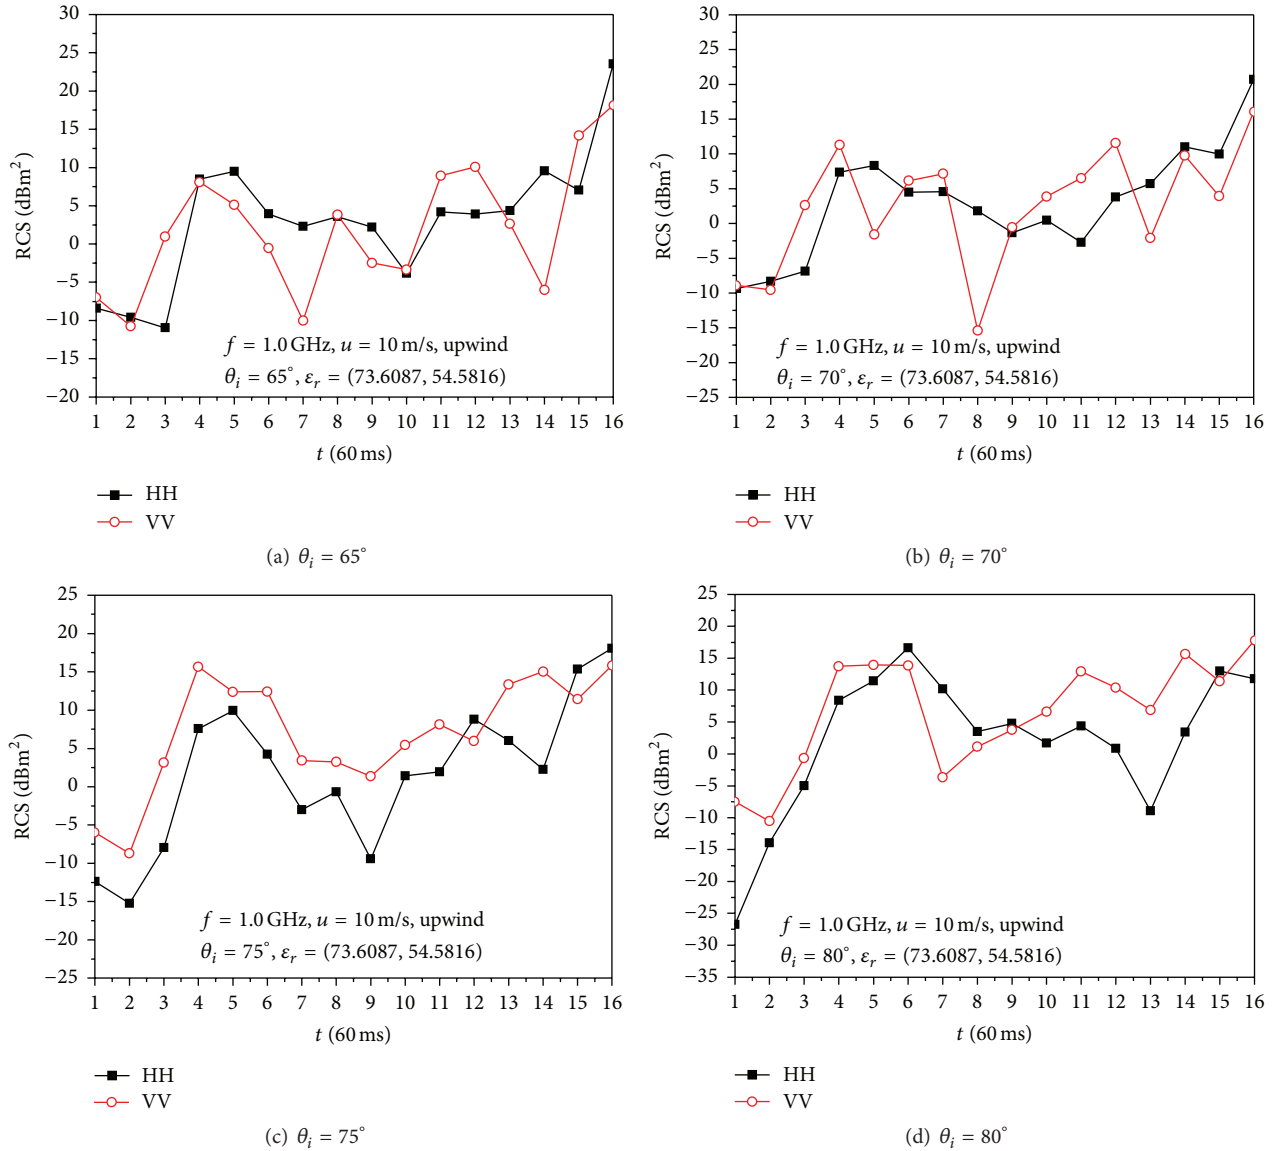 30
25
20
15
10
5
0
−5
−10
−15
−20
RCS (dBm²)
f = 1.0 GHz, u = 10 m/s, upwind
θᵢ = 65°, εᵣ = (73.6087, 54.5816)
1 2 3 4 5 6 7 8 9 10 11 12 13 14 15 16
t (60 ms)
HH
VV
(a) θᵢ = 65°
30
25
20
15
10
5
0
−5
−10
−15
−20
−25
RCS (dBm²)
f = 1.0 GHz, u = 10 m/s, upwind
θᵢ = 70°, εᵣ = (73.6087, 54.5816)
1 2 3 4 5 6 7 8 9 10 11 12 13 14 15 16
t (60 ms)
HH
VV
(b) θᵢ = 70°
25
20
15
10
5
0
−5
−10
−15
−20
−25
RCS (dBm²)
f = 1.0 GHz, u = 10 m/s, upwind
θᵢ = 75°, εᵣ = (73.6087, 54.5816)
1 2 3 4 5 6 7 8 9 10 11 12 13 14 15 16
t (60 ms)
HH
VV
(c) θᵢ = 75°
25
20
15
10
5
0
−5
−10
−15
−20
−25
−30
−35
RCS (dBm²)
f = 1.0 GHz, u = 10 m/s, upwind
θᵢ = 80°, εᵣ = (73.6087, 54.5816)
1 2 3 4 5 6 7 8 9 10 11 12 13 14 15 16
t (60 ms)
HH
VV
(d) θᵢ = 80°